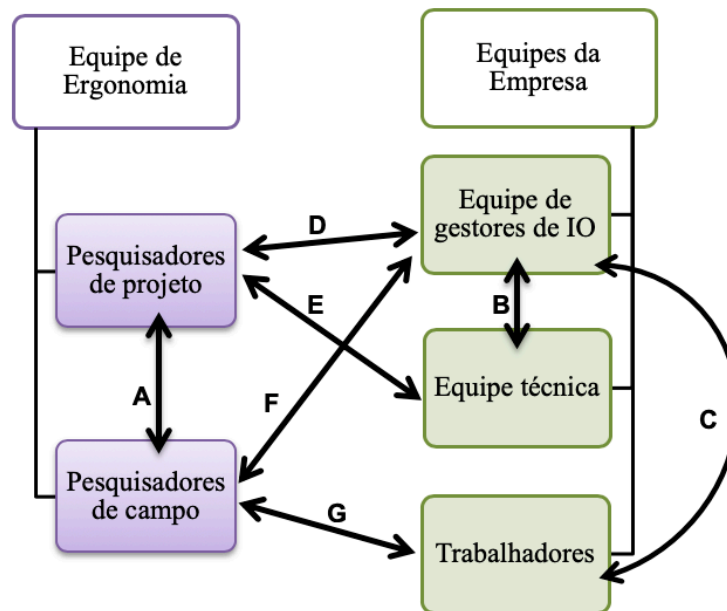 Equipe de
Ergonomia
Equipes da
Empresa
Pesquisadores
de projeto
Equipe de
gestores de IO
D
E
B
A
F
C
Equipe técnica
Pesquisadores
de campo
G
Trabalhadores